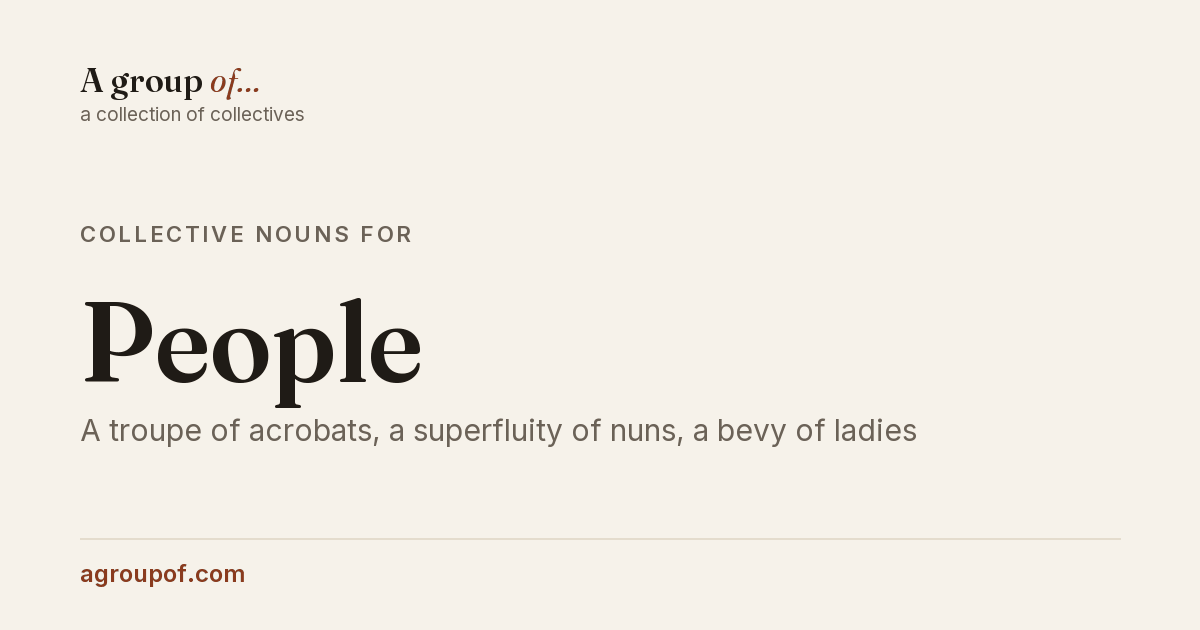 A group of...
a collection of collectives
COLLECTIVE NOUNS FOR
People
A troupe of acrobats, a superfluity of nuns, a bevy of ladies
agroupof.com